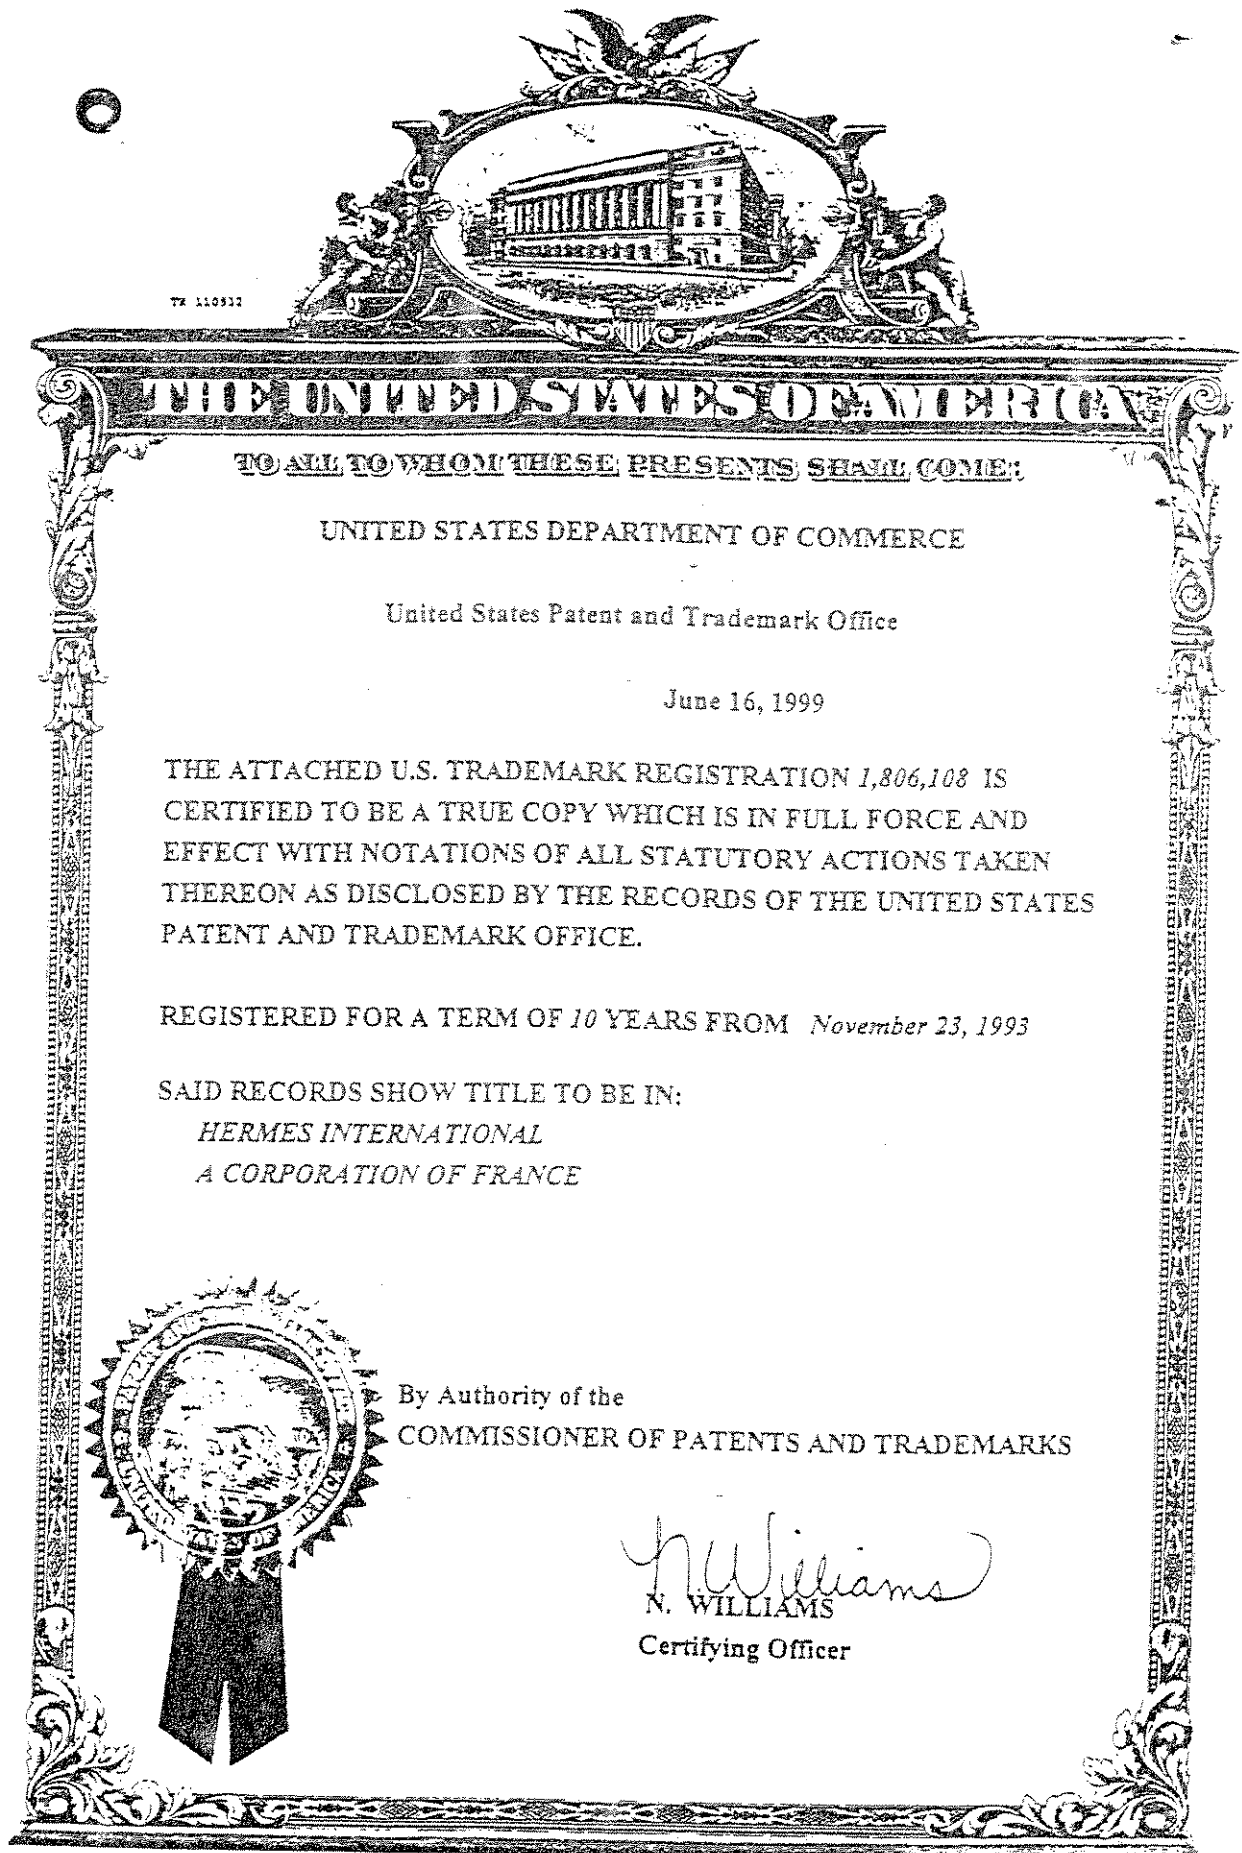 TO ALL TO WHOM THESE PRESENTS SHALL COME:
THE UNITED STATES OF AMERICA
UNITED STATES DEPARTMENT OF COMMERCE
United States Patent and Trademark Office
June 16, 1999
THE ATTACHED U.S. TRADEMARK REGISTRATION 1,806,108 IS
CERTIFIED TO BE A TRUE COPY WHICH IS IN FULL FORCE AND
EFFECT WITH NOTATIONS OF ALL STATUTORY ACTIONS TAKEN
THEREON AS DISCLOSED BY THE RECORDS OF THE UNITED STATES
PATENT AND TRADEMARK OFFICE.
REGISTERED FOR A TERM OF 10 YEARS FROM November 23, 1993
SAID RECORDS SHOW TITLE TO BE IN:
HERMES INTERNATIONAL
A CORPORATION OF FRANCE
By Authority of the
COMMISSIONER OF PATENTS AND TRADEMARKS
N. Williams
N. WILLIAMS
Certifying Officer